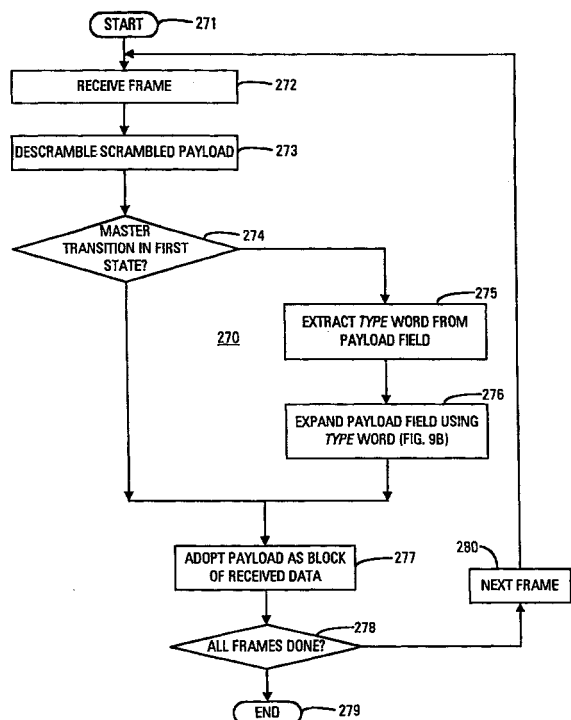 START
271
RECEIVE FRAME
272
DESCRAMBLE SCRAMBLED PAYLOAD
273
MASTER
TRANSITION IN FIRST
STATE?
274
275
EXTRACT TYPE WORD FROM
PAYLOAD FIELD
270
276
EXPAND PAYLOAD FIELD USING
TYPE WORD (FIG. 9B)
ADOPT PAYLOAD AS BLOCK
OF RECEIVED DATA
277
280
NEXT FRAME
ALL FRAMES DONE?
278
END
279